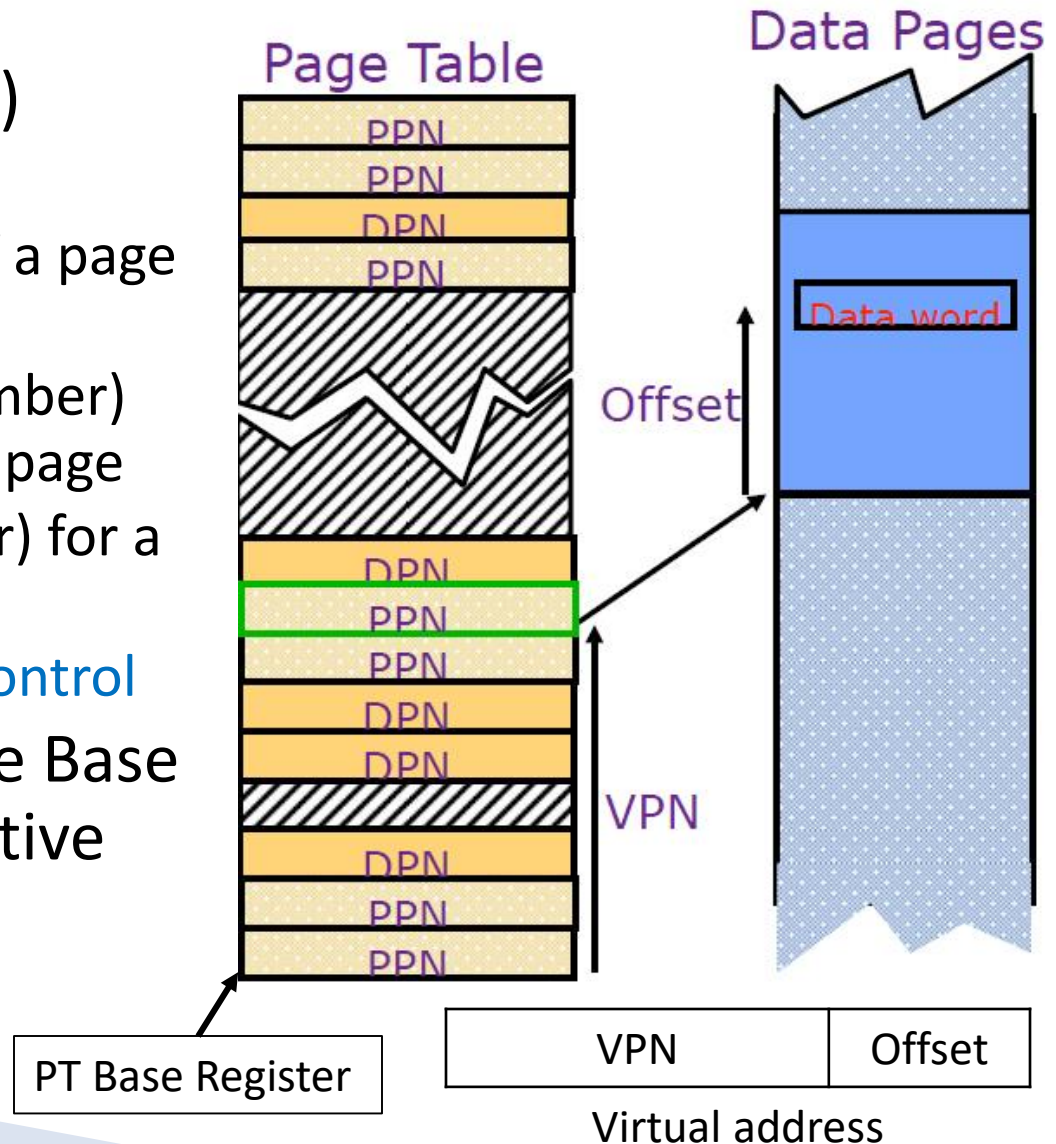 )
a page
mber)
page
r) for a
ontrol
e Base
tive
Page Table
PPN
PPN
DPN
PPN
DPN
PPN
PPN
DPN
DPN
DPN
PPN
PPN
PT Base Register
VPN
Data Pages
Data word
Offset
VPN Offset
Virtual address